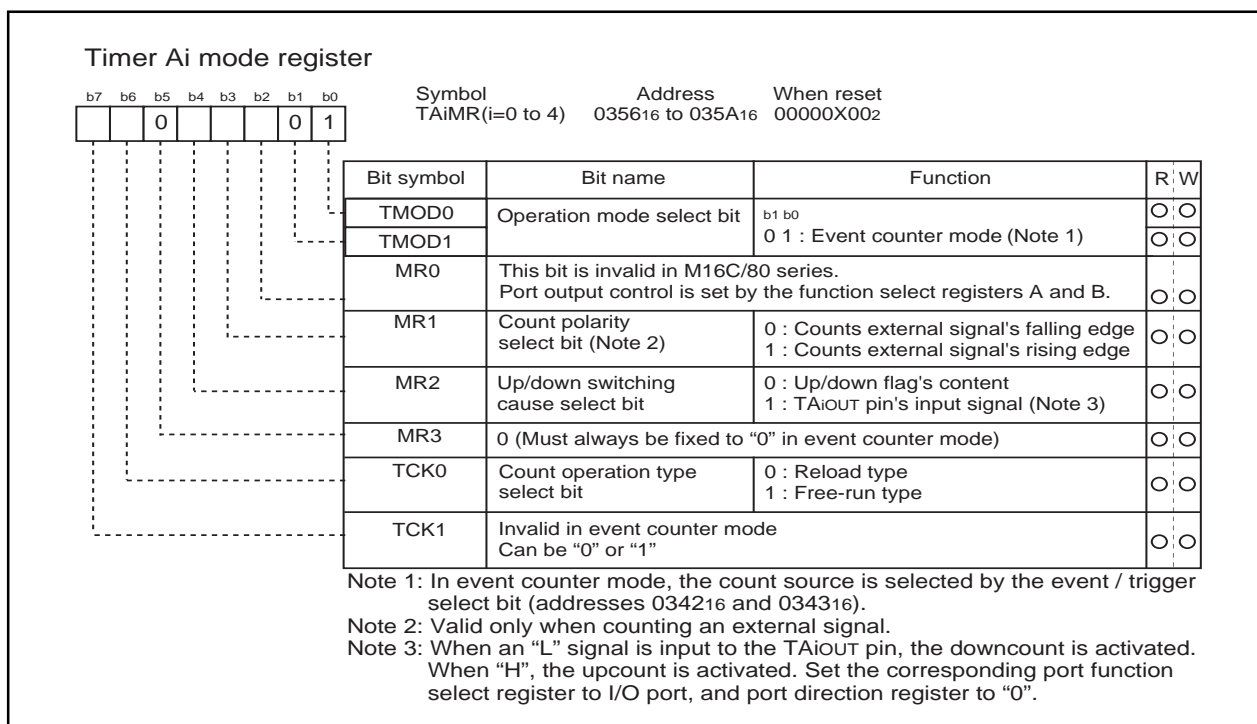 Timer Ai mode register
b7 b6 b5 b4 b3 b2 b1 b0
0 0 1
Symbol Address When reset
TAiMR(i=0 to 4) 035616 to 035A16 00000X002
Bit symbol Bit name Function R W
TMOD0 Operation mode select bit b1 b0
TMOD1 0 1 : Event counter mode (Note 1)
MR0 This bit is invalid in M16C/80 series.
Port output control is set by the function select registers A and B.
MR1 Count polarity 0 : Counts external signal's falling edge
select bit (Note 2) 1 : Counts external signal's rising edge
MR2 Up/down switching 0 : Up/down flag's content
cause select bit 1 : TAiOUT pin's input signal (Note 3)
MR3 0 (Must always be fixed to “0” in event counter mode)
TCK0 Count operation type 0 : Reload type
select bit 1 : Free-run type
TCK1 Invalid in event counter mode
Can be “0” or “1”
Note 1: In event counter mode, the count source is selected by the event / trigger
select bit (addresses 034216 and 034316).
Note 2: Valid only when counting an external signal.
Note 3: When an “L” signal is input to the TAiOUT pin, the downcount is activated.
When “H”, the upcount is activated. Set the corresponding port function
select register to I/O port, and port direction register to “0”.